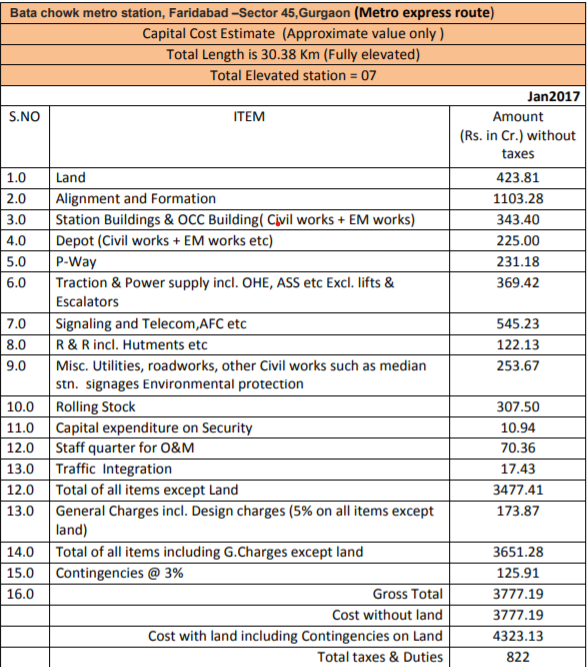 Bata chowk metro station, Faridabad –Sector 45,Gurgaon (Metro express route)
Capital Cost Estimate (Approximate value only )
Total Length is 30.38 Km (Fully elevated)
Total Elevated station = 07
Jan2017
S.NO ITEM Amount
(Rs. in Cr.) without
taxes
1.0 Land 423.81
2.0 Alignment and Formation 1103.28
3.0 Station Buildings & OCC Building( Civil works + EM works) 343.40
4.0 Depot (Civil works + EM works etc) 225.00
5.0 P-Way 231.18
6.0 Traction & Power supply incl. OHE, ASS etc Excl. lifts & 369.42
Escalators
7.0 Signaling and Telecom,AFC etc 545.23
8.0 R & R incl. Hutments etc 122.13
9.0 Misc. Utilities, roadworks, other Civil works such as median 253.67
stn. signages Environmental protection
10.0 Rolling Stock 307.50
11.0 Capital expenditure on Security 10.94
12.0 Staff quarter for O&M 70.36
13.0 Traffic Integration 17.43
12.0 Total of all items except Land 3477.41
13.0 General Charges incl. Design charges (5% on all items except 173.87
land)
14.0 Total of all items including G.Charges except land 3651.28
15.0 Contingencies @ 3% 125.91
16.0 Gross Total 3777.19
Cost without land 3777.19
Cost with land including Contingencies on Land 4323.13
Total taxes & Duties 822